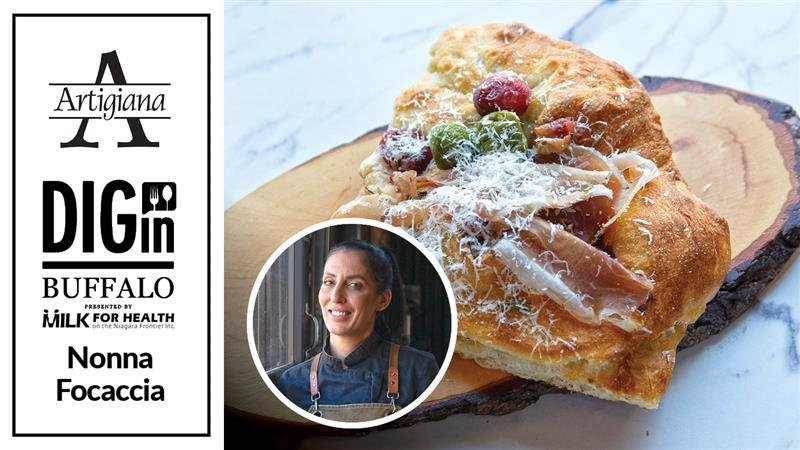 A
Artigiana
DIG in
BUFFALO
PRESENTED BY
MILK FOR HEALTH
on the Niagara Frontier Inc.
Nonna
Focaccia